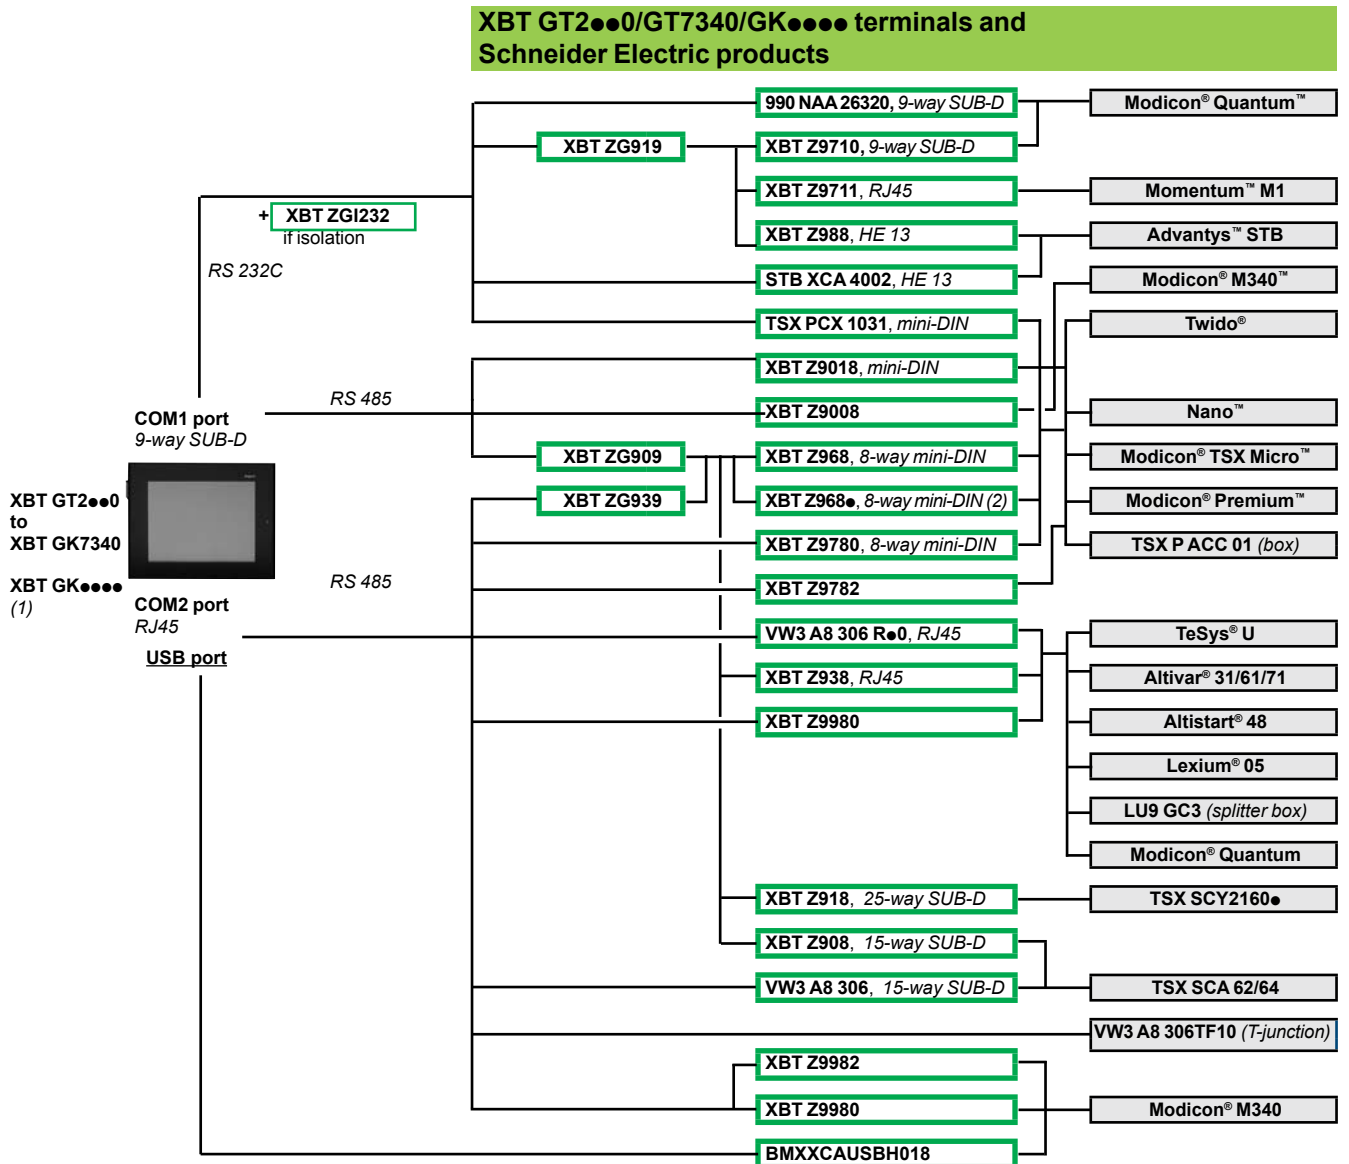 XBT GT2●●0/GT7340/GK●●●● terminals and
Schneider Electric products
990 NAA 26320, 9-way SUB-D
Modicon® Quantum™
XBT ZG919
XBT Z9710, 9-way SUB-D
XBT Z9711, RJ45
Momentum™ M1
+ XBT ZGI232
if isolation
XBT Z988, HE 13
Advantys™ STB
RS 232C
STB XCA 4002, HE 13
Modicon® M340™
TSX PCX 1031, mini-DIN
Twido®
XBT Z9018, mini-DIN
RS 485
XBT Z9008
Nano™
COM1 port
9-way SUB-D
XBT ZG909
XBT Z968, 8-way mini-DIN
Modicon® TSX Micro™
XBT GT2●●0
to
XBT GK7340
XBT ZG939
XBT Z968●, 8-way mini-DIN (2)
Modicon® Premium™
XBT Z9780, 8-way mini-DIN
TSX P ACC 01 (box)
XBT GK●●●●
(1)
RS 485
XBT Z9782
COM2 port
RJ45
VW3 A8 306 R●0, RJ45
TeSys® U
USB port
XBT Z938, RJ45
Altivar® 31/61/71
XBT Z9980
Altistart® 48
Lexium® 05
LU9 GC3 (splitter box)
Modicon® Quantum
XBT Z918, 25-way SUB-D
TSX SCY2160●
XBT Z908, 15-way SUB-D
VW3 A8 306, 15-way SUB-D
TSX SCA 62/64
VW3 A8 306TF10 (T-junction)
XBT Z9982
XBT Z9980
Modicon® M340
BMXXCAUSBH018